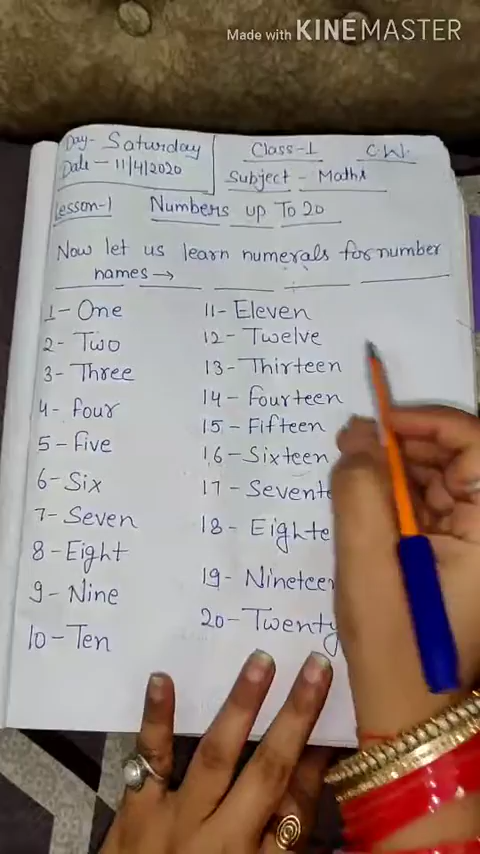 Made with KINEMASTER
Day- Saturday
Date - 11/4/2020
Class-1
C.W.
Subject - Maths
Lesson-1 Numbers up To 20
Now let us learn numerals for number
names →
1 - One
2 - Two
3 - Three
4 - four
5 - five
6 - Six
7 - Seven
8 - Eight
9 - Nine
10 - Ten
11 - Eleven
12 - Twelve
13 - Thirteen
14 - fourteen
15 - Fifteen
16 - Sixteen
17 - Sevente
18 - Eighte
19 - Nineteen
20 - Twenty